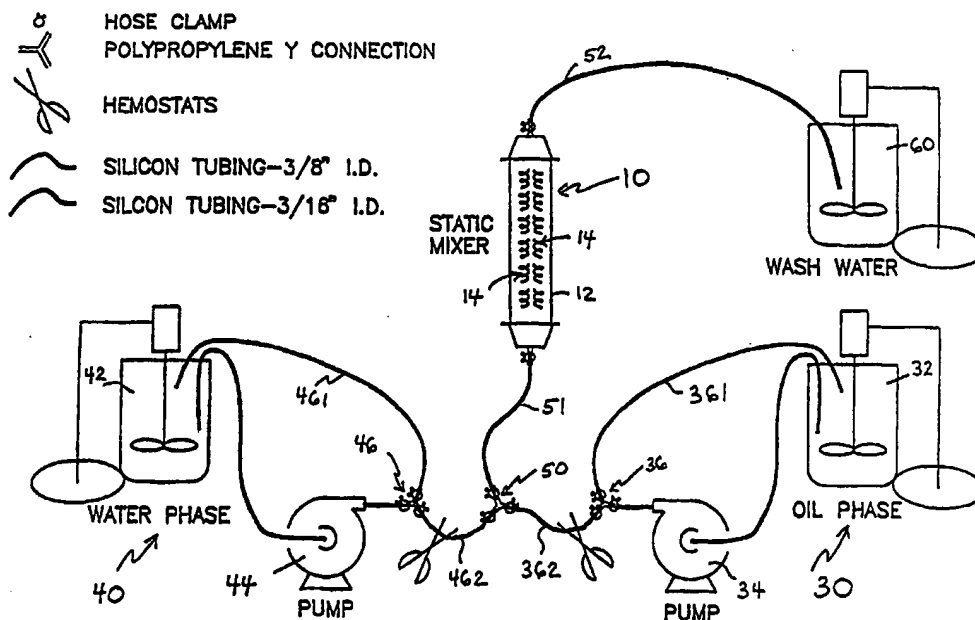 HOSE CLAMP
POLYPROPYLENE Y CONNECTION
HEMOSTATS
SILICON TUBING-3/8" I.D.
SILCON TUBING-3/16" I.D.
52
60
10
STATIC
MIXER
14
14
12
WASH WATER
42
461
51
361
32
46
50
36
WATER PHASE
OIL PHASE
40
44
462
362
34
30
PUMP
PUMP